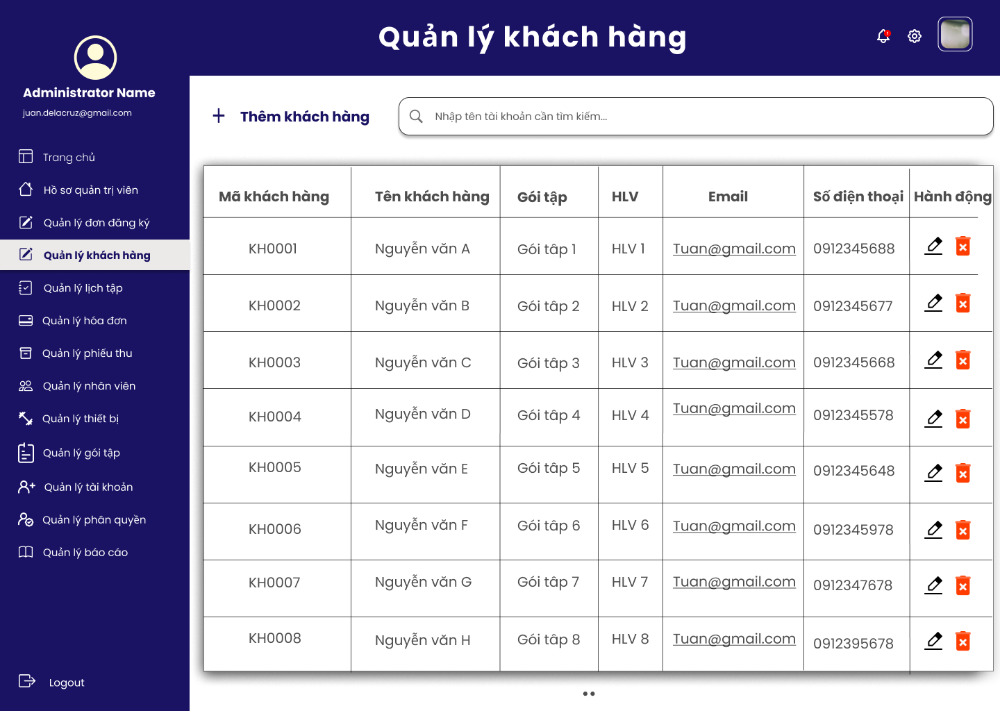 Quản lý khách hàng
1
Administrator Name
juan.delacruz@gmail.com
Trang chủ
Hồ sơ quản trị viên
Quản lý đơn đăng ký
Quản lý khách hàng
Quản lý lịch tập
Quản lý hóa đơn
Quản lý phiếu thu
Quản lý nhân viên
Quản lý thiết bị
Quản lý gói tập
Quản lý tài khoản
Quản lý phân quyền
Quản lý báo cáo
Logout
+ Thêm khách hàng
Nhập tên tài khoản cần tìm kiếm...
Mã khách hàng Tên khách hàng Gói tập HLV Email Số điện thoại Hành động
KH0001 Nguyễn văn A Gói tâp 1 HLV 1 Tuan@gmail.com 0912345688
KH0002 Nguyễn văn B Gói tâp 2 HLV 2 Tuan@gmail.com 0912345677
KH0003 Nguyễn văn C Gói tâp 3 HLV 3 Tuan@gmail.com 0912345668
KH0004 Nguyễn văn D Gói tâp 4 HLV 4 Tuan@gmail.com 0912345578
KH0005 Nguyễn văn E Gói tâp 5 HLV 5 Tuan@gmail.com 0912345648
KH0006 Nguyễn văn F Gói tâp 6 HLV 6 Tuan@gmail.com 0912345978
KH0007 Nguyễn văn G Gói tâp 7 HLV 7 Tuan@gmail.com 0912347678
KH0008 Nguyễn văn H Gói tâp 8 HLV 8 Tuan@gmail.com 0912395678